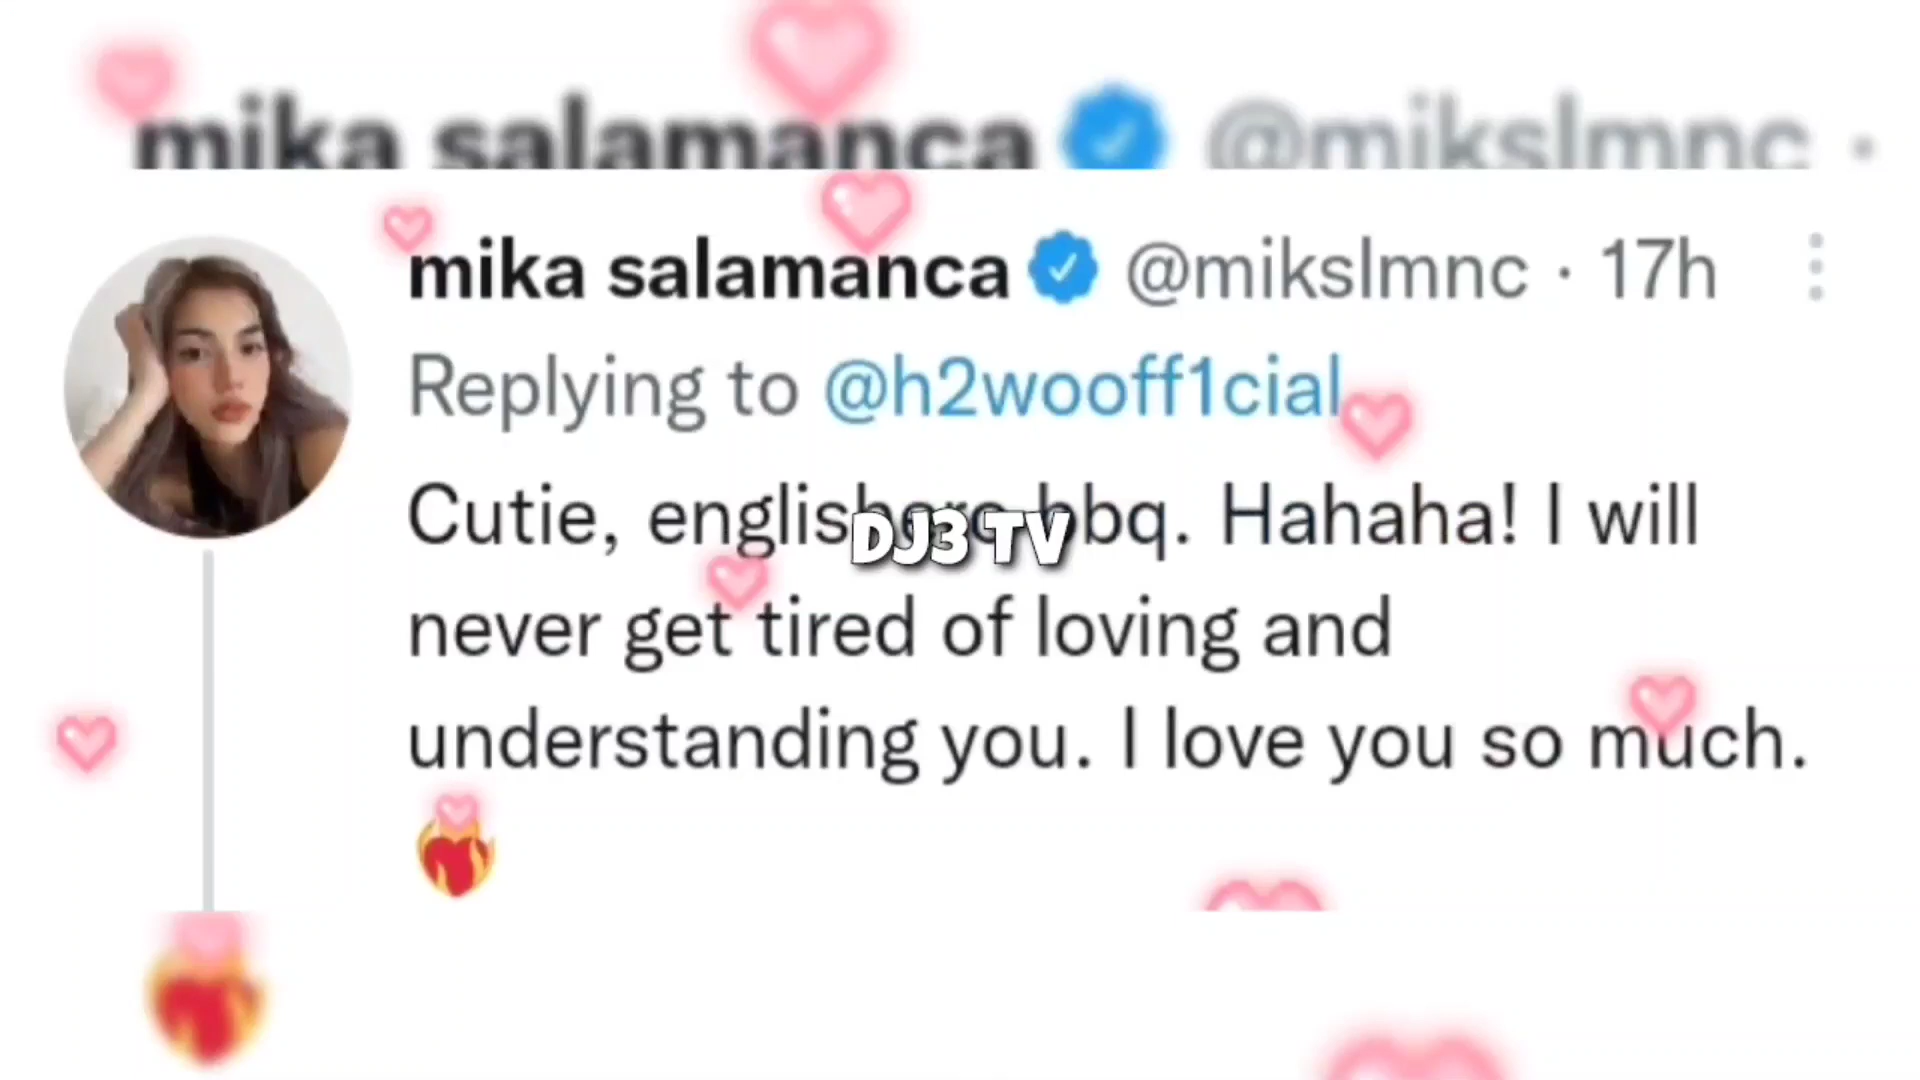 mika salamanca @mikslmnc ·
mika salamanca @mikslmnc · 17h
Replying to @h2wooff1cial
Cutie, englishero bbq. Hahaha! I will
DJ3 TV
never get tired of loving and
understanding you. I love you so much.